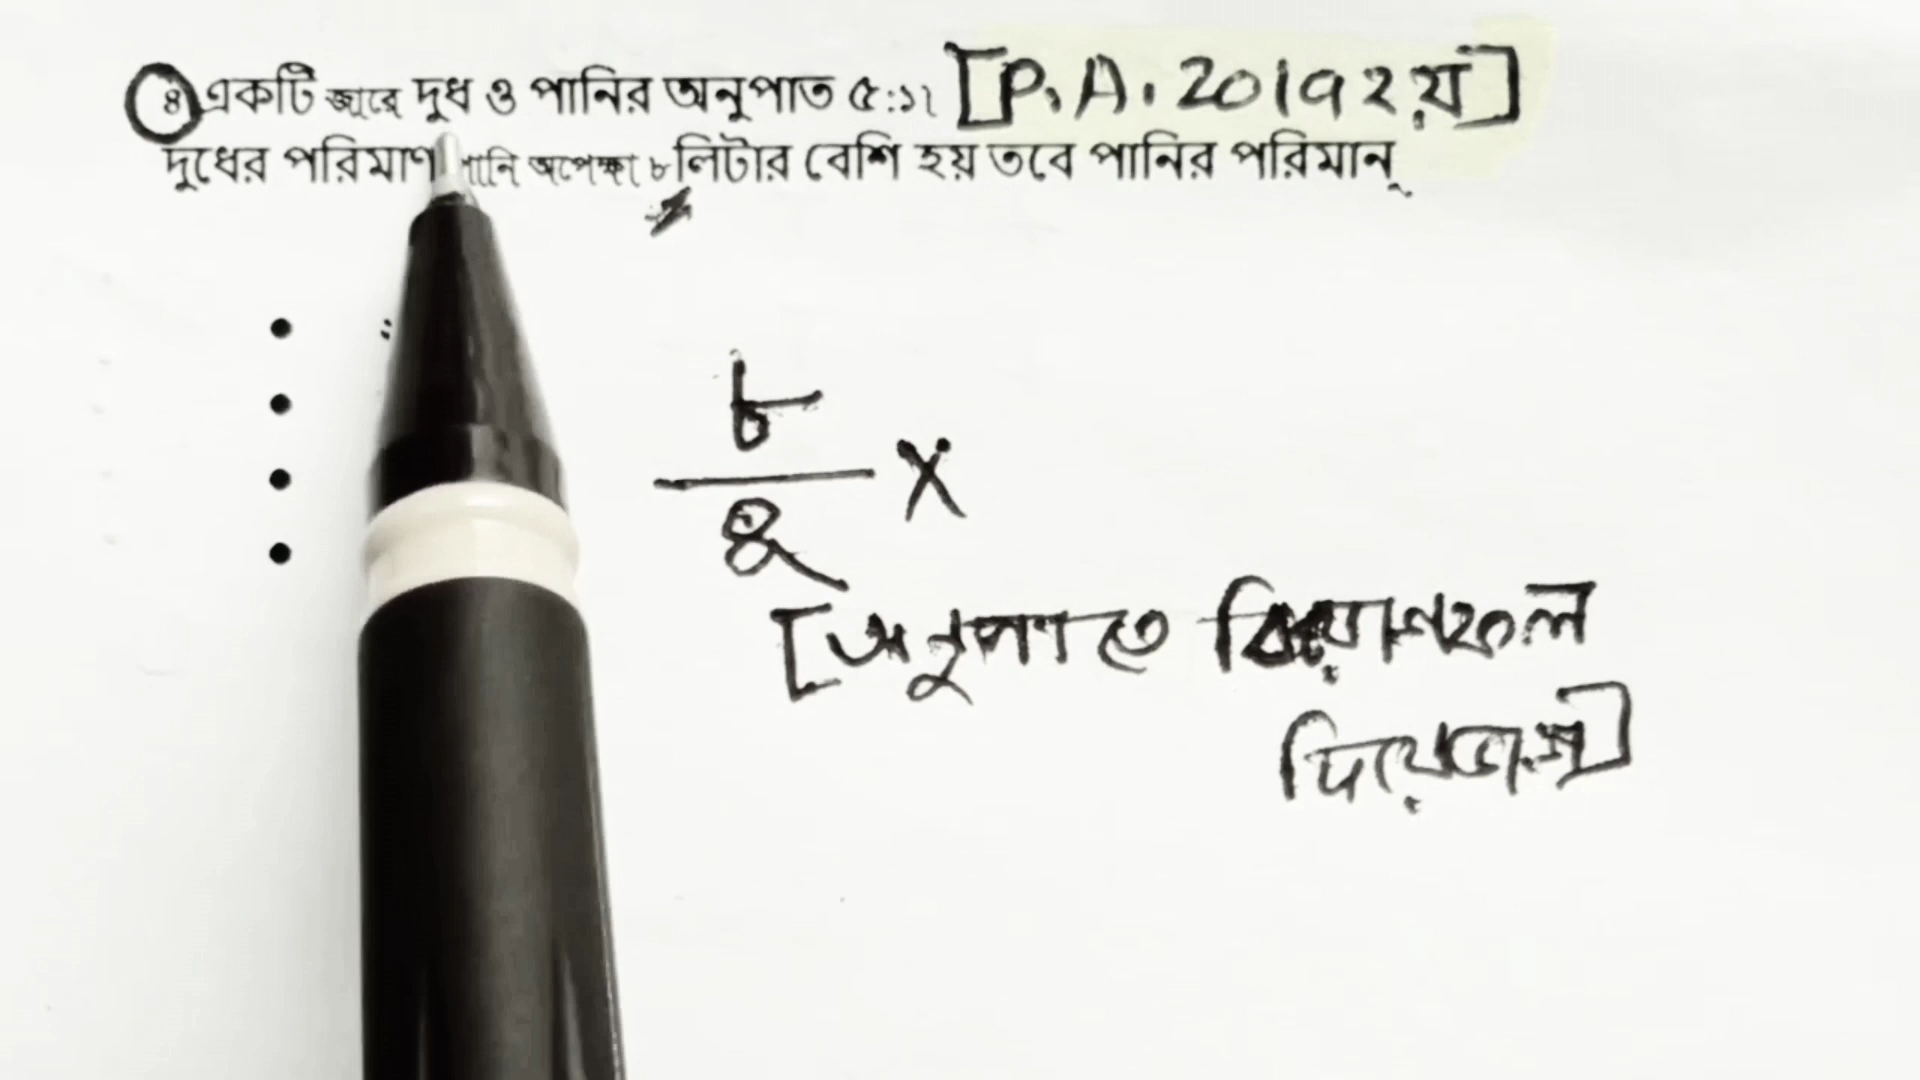 ৪ একটি জারে দুধ ও পানির অনুপাত ৫:১। [P.A. 2019 ২য়]
দুধের পরিমাণ পানি অপেক্ষা ৮ লিটার বেশি হয় তবে পানির পরিমান্
৮
৪ X
[অনুপাতে বিয়োগফল
দিয়ে ভাগ]